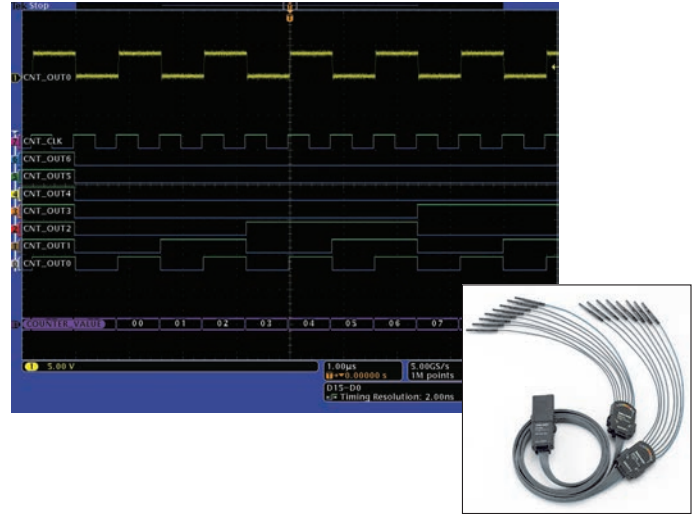 Stop
CNT_OUT0
CNT_CLK
CNT_OUT6
CNT_OUT5
CNT_OUT4
CNT_OUT3
CNT_OUT2
CNT_OUT1
CNT_OUT0
COUNTER_VALUE 00 01 02 03 04 05 06 07
1 5.00 V
1.00µs 5.00GS/s
0.00000 s 1M points
D15-D0
Timing Resolution: 2.00ns